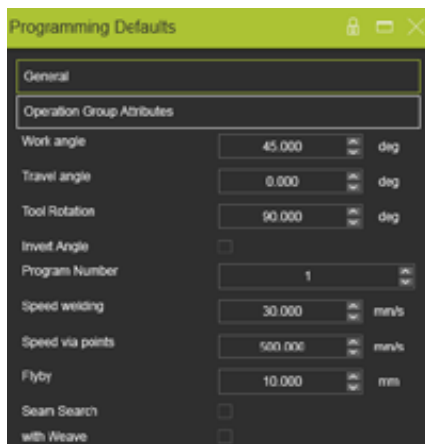 Programming Defaults
General
Operation Group Attributes
Work angle 45.000 deg
Travel angle 0.000 deg
Tool Rotation 90.000 deg
Invert Angle
Program Number 1
Speed welding 30.000 mm/s
Speed via points 500.000 mm/s
Flyby 10.000 mm
Seam Search
with Weave